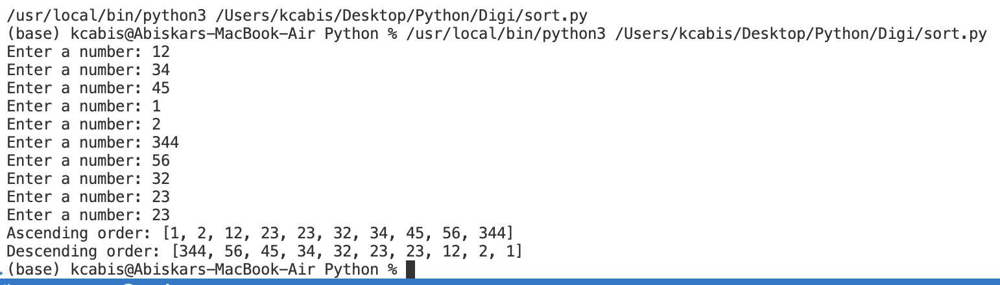 /usr/local/bin/python3 /Users/kcabis/Desktop/Python/Digi/sort.py
(base) kcabis@Abiskars-MacBook-Air Python % /usr/local/bin/python3 /Users/kcabis/Desktop/Python/Digi/sort.py
Enter a number: 12
Enter a number: 34
Enter a number: 45
Enter a number: 1
Enter a number: 2
Enter a number: 344
Enter a number: 56
Enter a number: 32
Enter a number: 23
Enter a number: 23
Ascending order: [1, 2, 12, 23, 23, 32, 34, 45, 56, 344]
Descending order: [344, 56, 45, 34, 32, 23, 23, 12, 2, 1]
(base) kcabis@Abiskars-MacBook-Air Python %